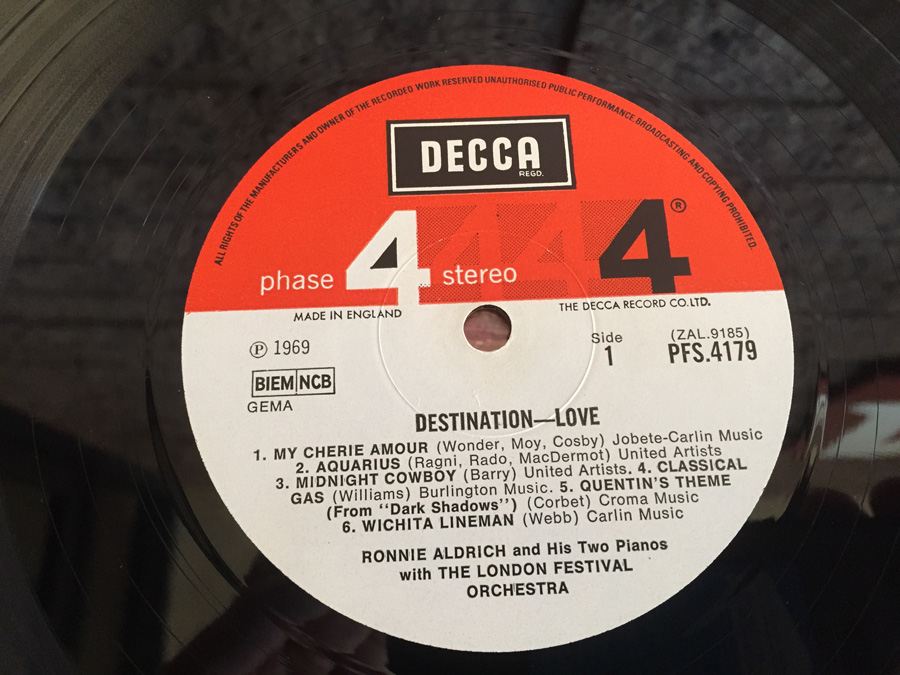 ALL RIGHTS OF THE MANUFACTURERS AND OWNER OF THE RECORDED WORK RESERVED UNAUTHORISED PUBLIC PERFORMANCE, BROADCASTING AND COPYING PROHIBITED.
DECCA
REGD.
phase 4 stereo 4 ®
MADE IN ENGLAND
THE DECCA RECORD CO. LTD.
℗ 1969
Side
1
(ZAL.9185)
PFS.4179
BIEM NCB
GEMA
DESTINATION—LOVE
1. MY CHERIE AMOUR (Wonder, Moy, Cosby) Jobete-Carlin Music
2. AQUARIUS (Ragni, Rado, MacDermot) United Artists
3. MIDNIGHT COWBOY (Barry) United Artists. 4. CLASSICAL
GAS (Williams) Burlington Music. 5. QUENTIN'S THEME
(From "Dark Shadows") (Corbet) Croma Music
6. WICHITA LINEMAN (Webb) Carlin Music
RONNIE ALDRICH and His Two Pianos
with THE LONDON FESTIVAL
ORCHESTRA